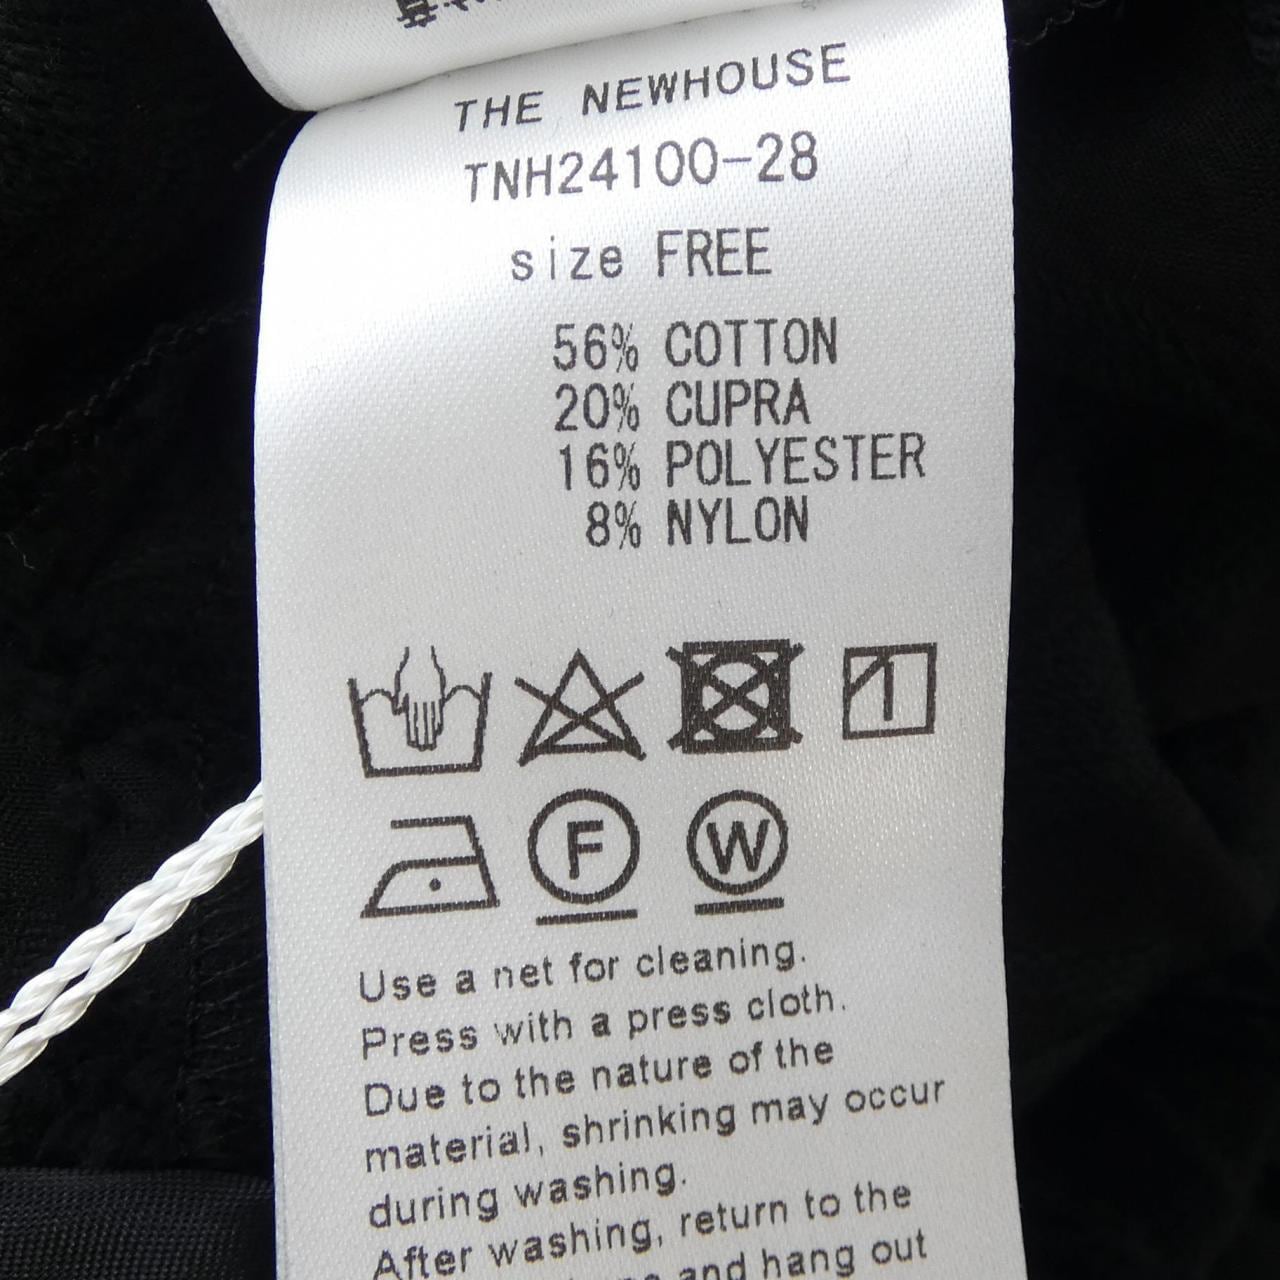 THE NEWHOUSE
TNH24100-28
size FREE
56% COTTON
20% CUPRA
16% POLYESTER
8% NYLON
F W
Use a net for cleaning.
Press with a press cloth.
Due to the nature of the
material, shrinking may occur
during washing.
After washing, return to the
and hang out